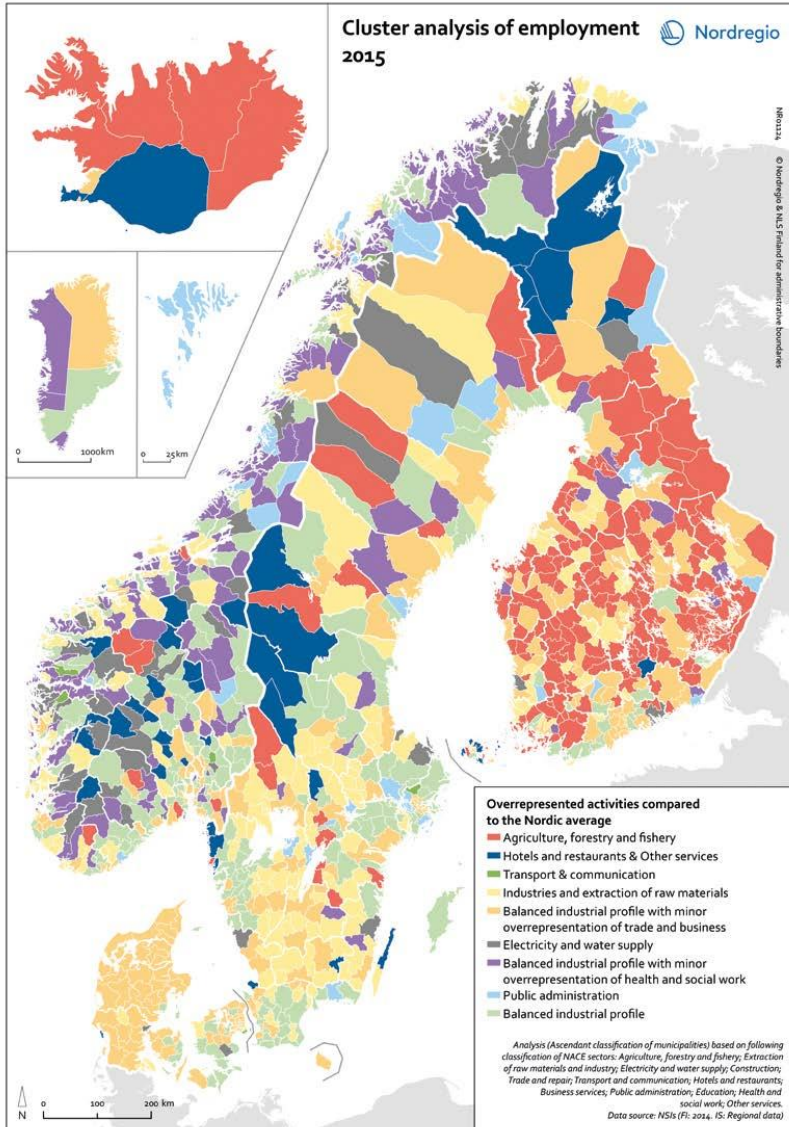 Cluster analysis of employment
2015
Nordregio
NR01124 © Nordregio & NLS Finland for administrative boundaries
0 1000km
0 25km
Overrepresented activities compared
to the Nordic average
Agriculture, forestry and fishery
Hotels and restaurants & Other services
Transport & communication
Industries and extraction of raw materials
Balanced industrial profile with minor
overrepresentation of trade and business
Electricity and water supply
Balanced industrial profile with minor
overrepresentation of health and social work
Public administration
Balanced industrial profile
Analysis (Ascendant classification of municipalities) based on following
classification of NACE sectors: Agriculture, forestry and fishery; Extraction
of raw materials and industry; Electricity and water supply; Construction;
Trade and repair; Transport and communication; Hotels and restaurants;
Business services; Public administration; Education; Health and
social work; Other services.
Data source: NSIs (FI: 2014. IS: Regional data)
N
0 100 200 km